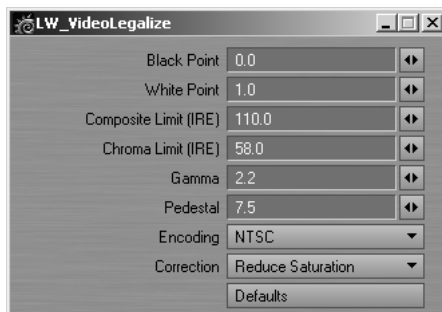 LW_VideoLegalize
Black Point 0.0
White Point 1.0
Composite Limit (IRE) 110.0
Chroma Limit (IRE) 58.0
Gamma 2.2
Pedestal 7.5
Encoding NTSC
Correction Reduce Saturation
Defaults